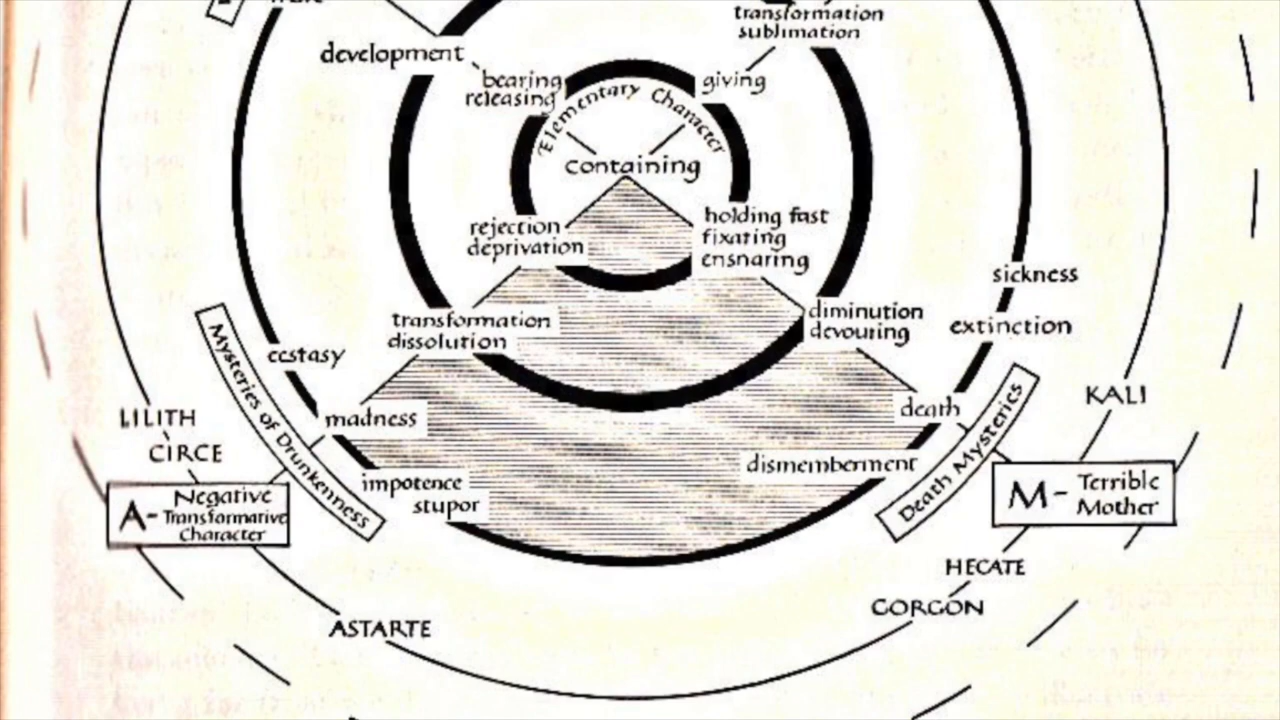 transformation
sublimation
development
bearing
releasing
giving
Elementary Character
containing
rejection
deprivation
holding fast
fixating
ensnaring
sickness
transformation
dissolution
diminution
devouring
extinction
ecstasy
madness
death
Mysteries of Drunkenness
Death Mysteries
LILITH
CIRCE
KALI
impotence
stupor
dismemberment
A- Negative
Transformative
Character
M- Terrible
Mother
HECATE
GORGON
ASTARTE